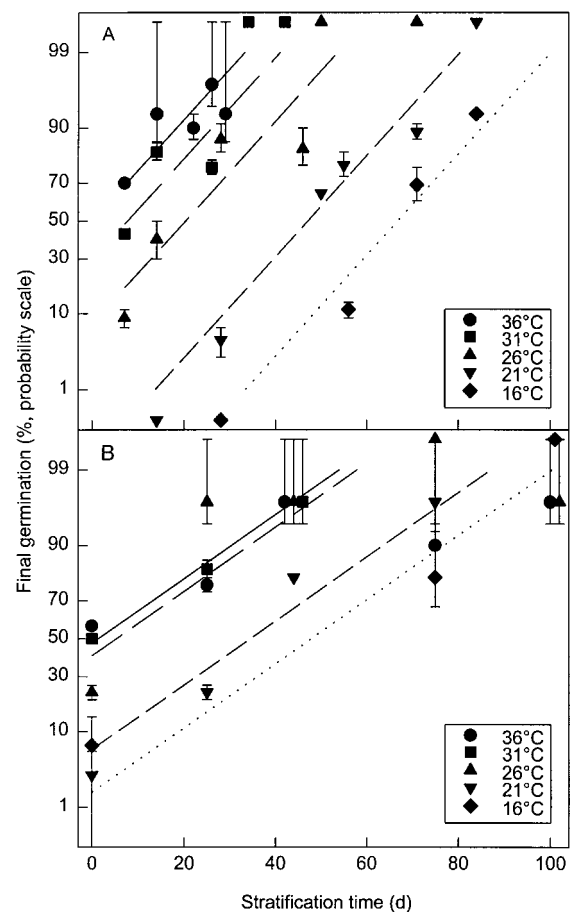 A
99
90
70
50
30
10
1
36°C
31°C
26°C
21°C
16°C
Final germination (%, probability scale)
B
99
90
70
50
30
10
1
36°C
31°C
26°C
21°C
16°C
0 20 40 60 80 100
Stratification time (d)